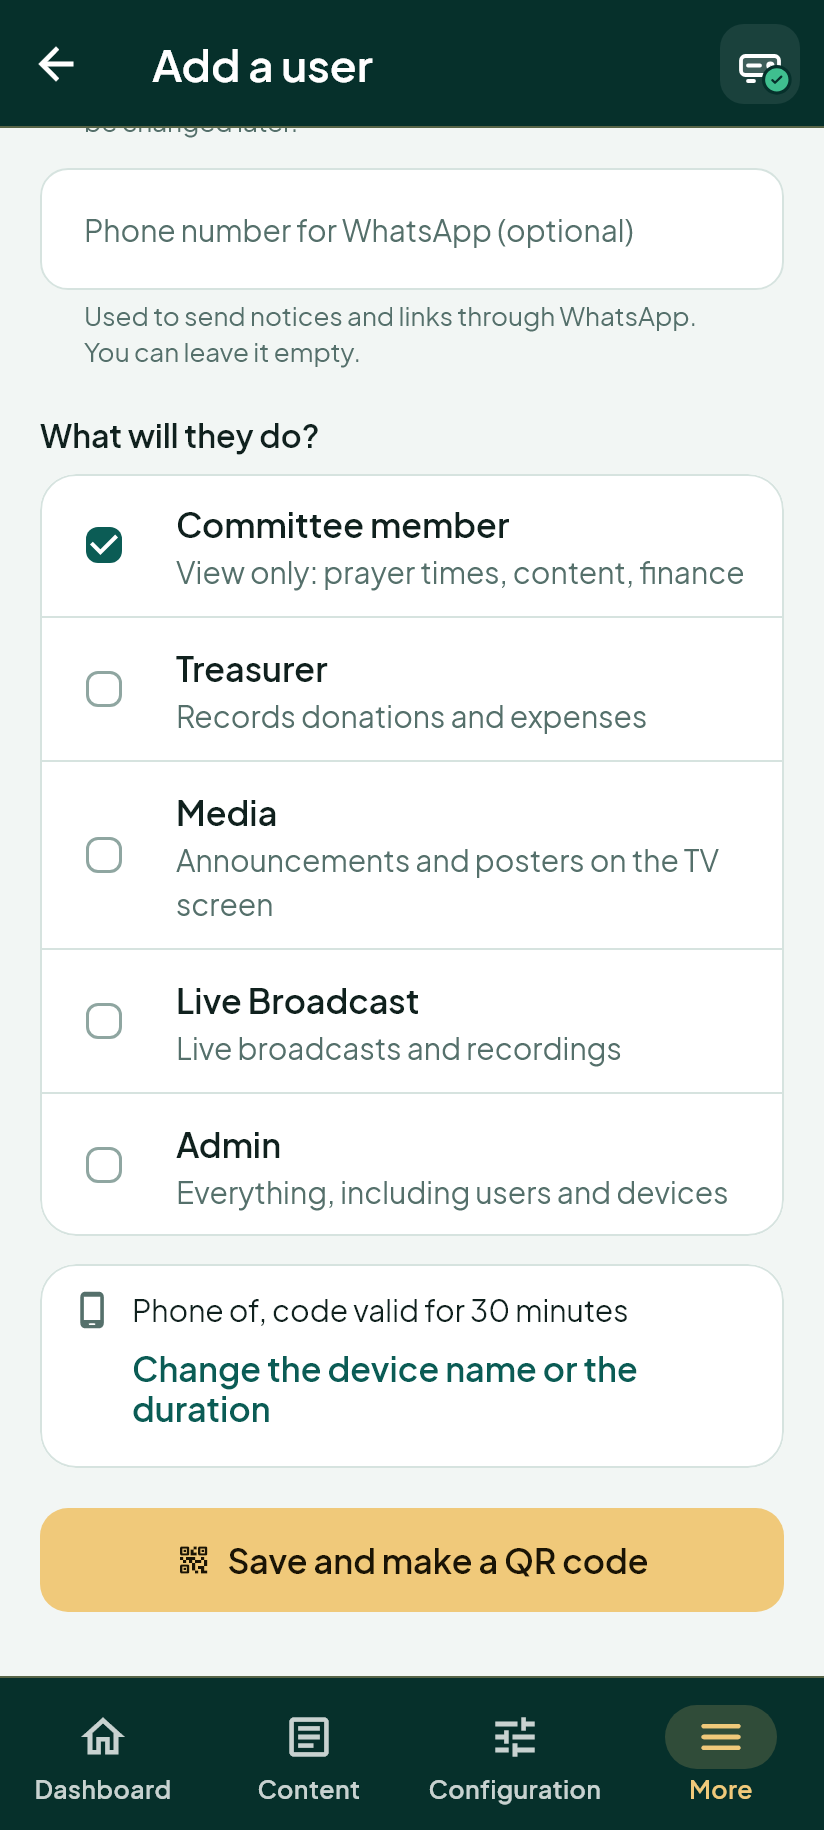 Add a user
be changed later.
Phone number for WhatsApp (optional)
Used to send notices and links through WhatsApp.
You can leave it empty.
What will they do?
Committee member
View only: prayer times, content, finance
Treasurer
Records donations and expenses
Media
Announcements and posters on the TV
screen
Live Broadcast
Live broadcasts and recordings
Admin
Everything, including users and devices
Phone of, code valid for 30 minutes
Change the device name or the
duration
Save and make a QR code
Dashboard
Content
Configuration
More